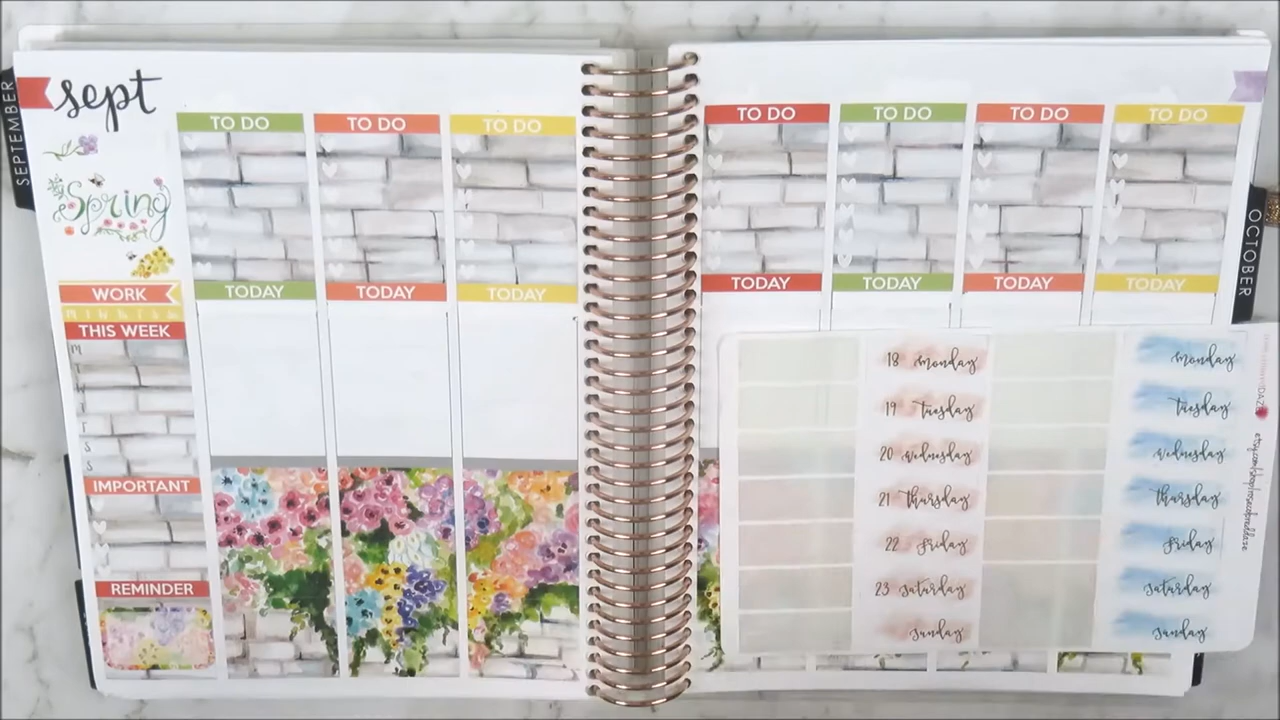 SEPTEMBER
sept
Spring
WORK
MINUTES
THIS WEEK
M
T
W
T
F
S
S
IMPORTANT
REMINDER
TO DO
TO DO
TO DO
TODAY
TODAY
TODAY
TO DO
TO DO
TO DO
TO DO
TODAY
TODAY
TODAY
TODAY
OCTOBER
18 monday
19 tuesday
20 wednesday
21 thursday
22 friday
23 saturday
sunday
monday
tuesday
wednesday
thursday
friday
saturday
sunday